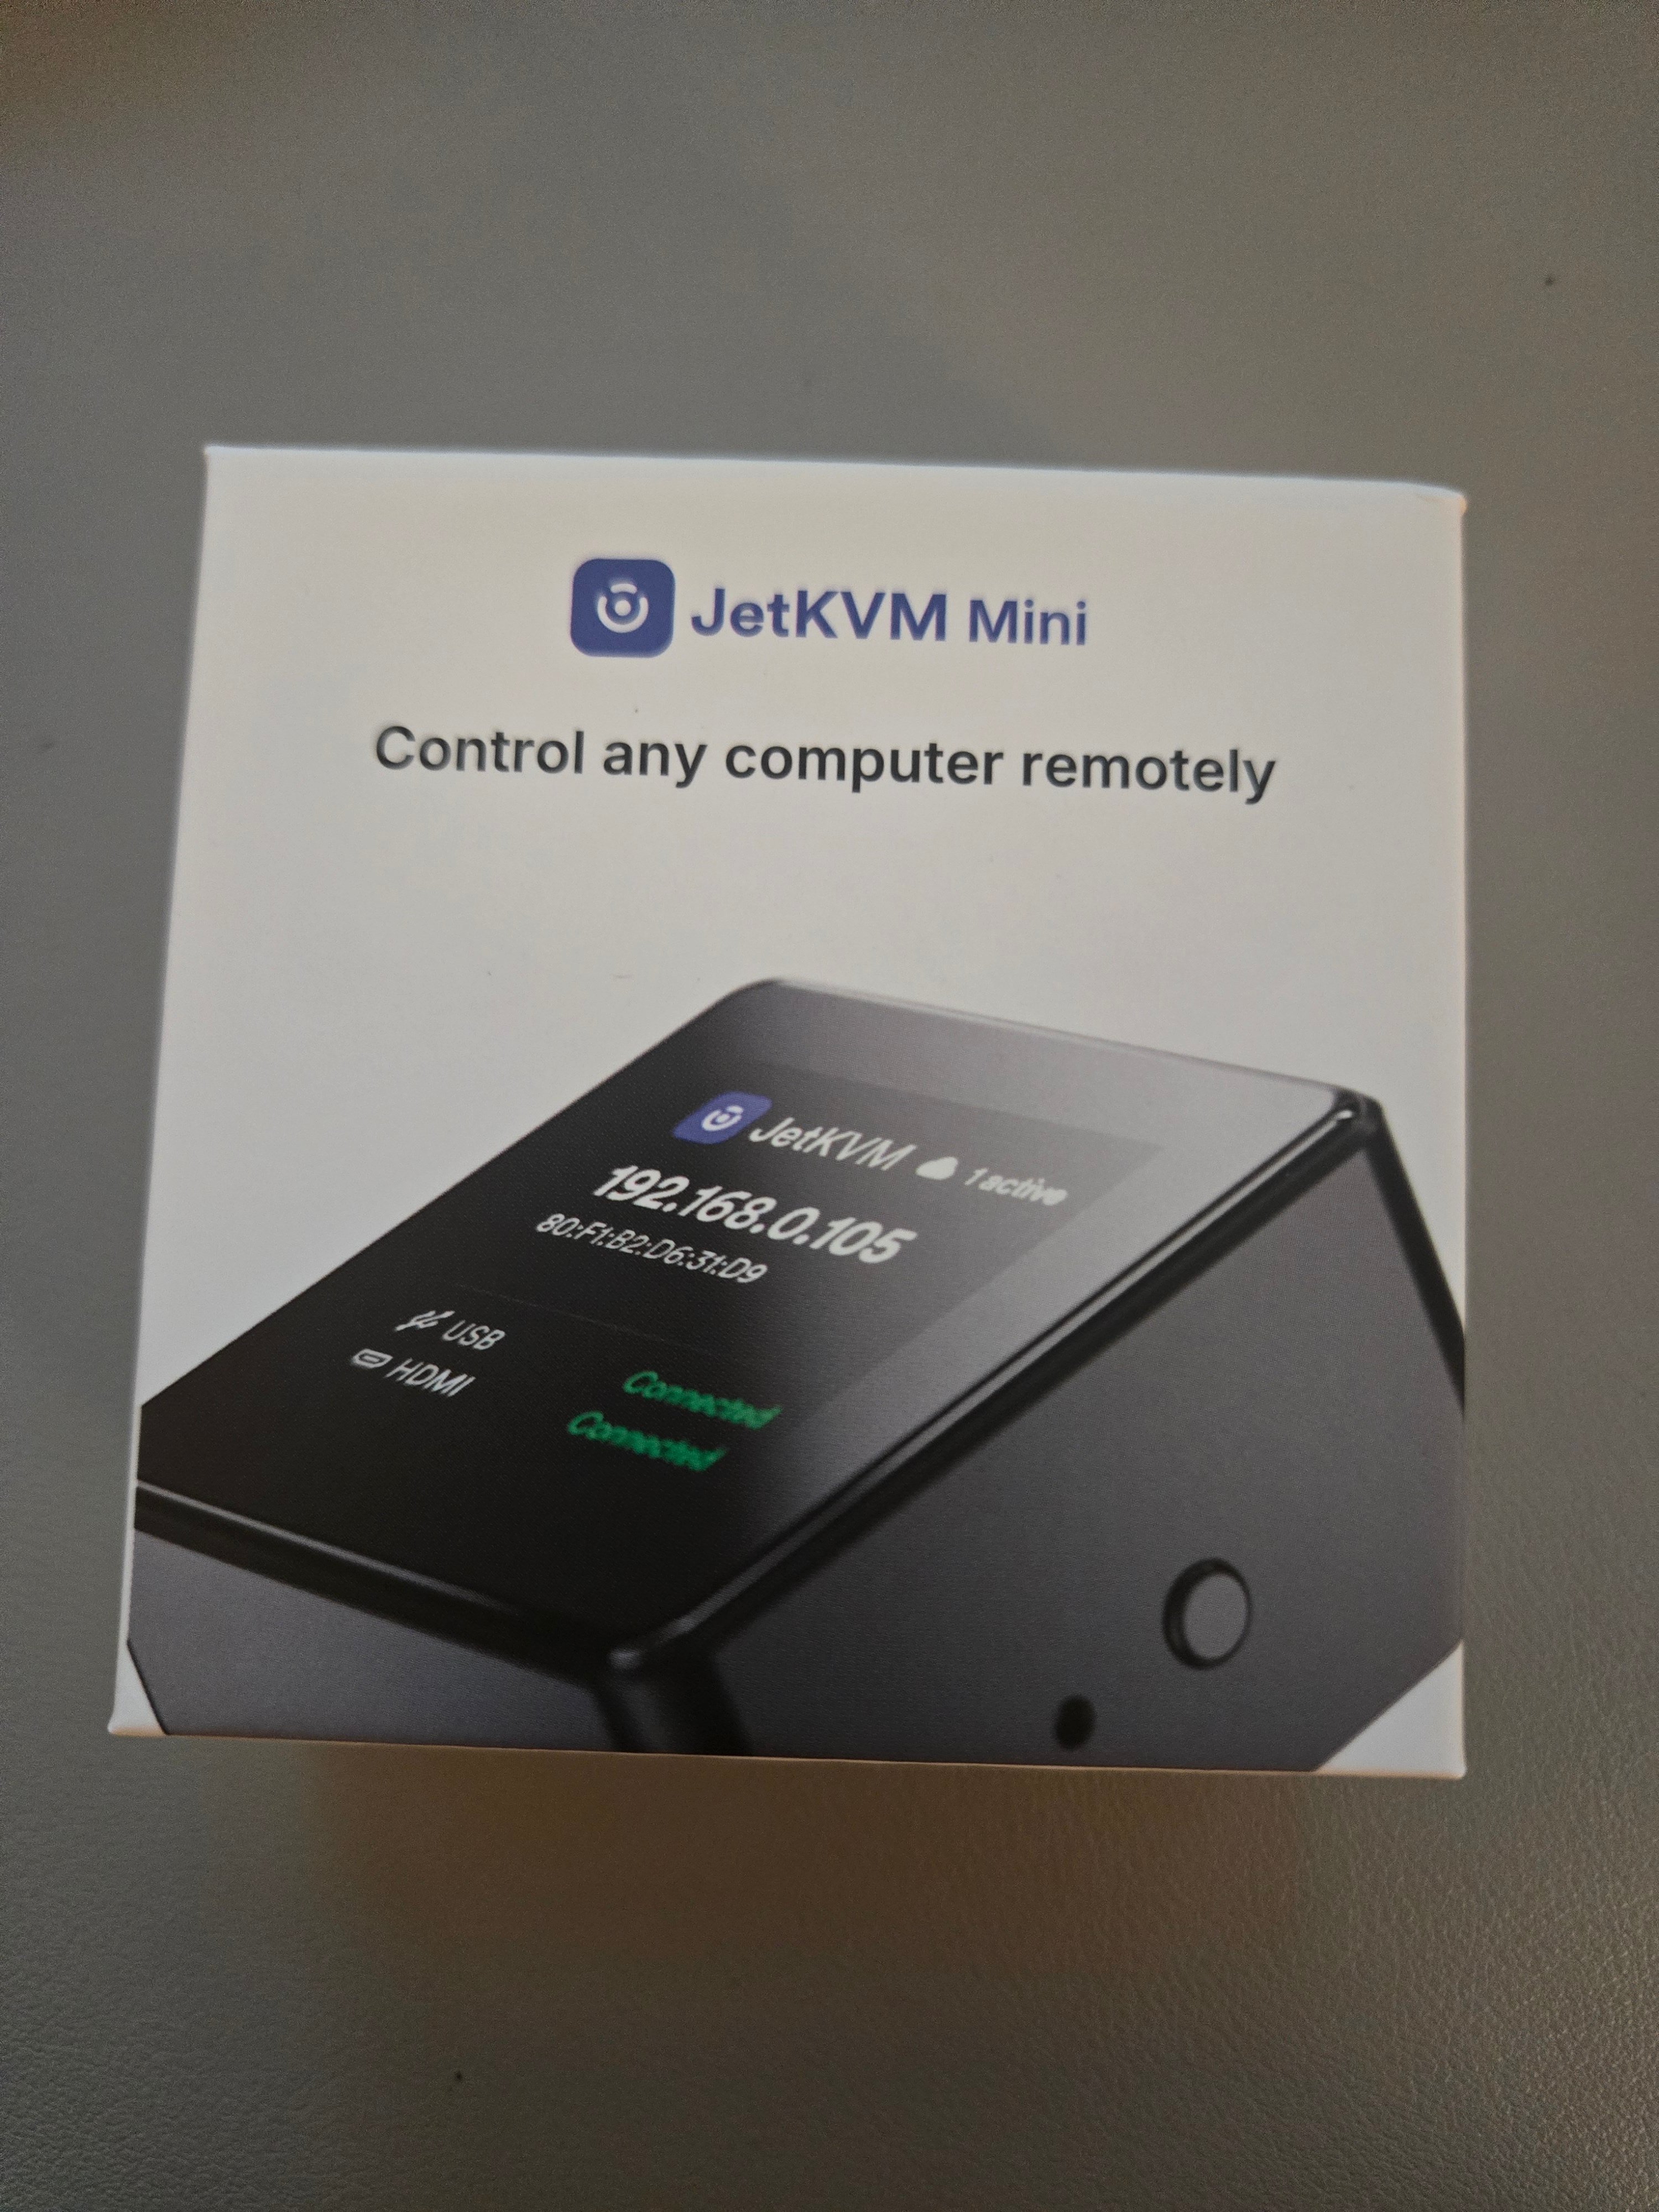 JetKVM Mini
Control any computer remotely
JetKVM 1 active
192.168.0.105
80:F1:B2:D6:31:D9
USB Connected
HDMI Connected